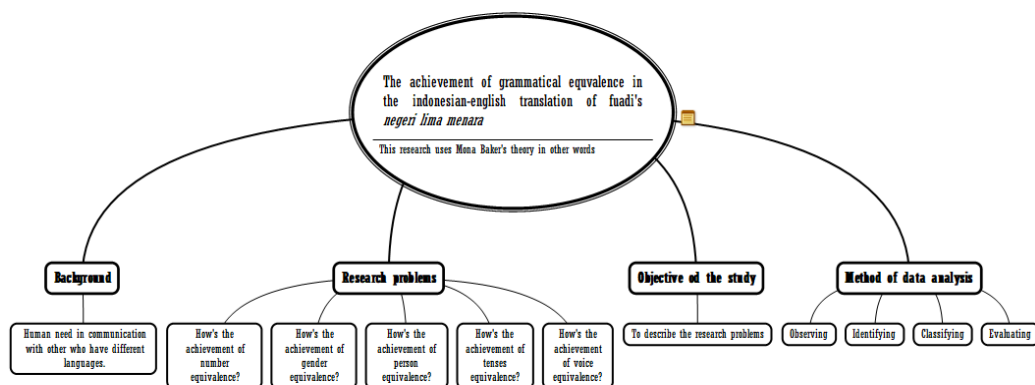 The achievement of grammatical equvalence in
the indonesian-english translation of fuadi's
negeri lima menara
This research uses Mona Baker's theory in other words
Background
Research problems
Objective od the study
Method of data analysis
Human need in communication
with other who have different
languages.
How's the
achievement of
number
equivalence?
How's the
achievement of
gender
equivalence?
How's the
achievement of
person
equivalence?
How's the
achievement of
tenses
equivalence?
How's the
achievement
of voice
equivalence?
To describe the research problems
Observing
Identifying
Classifying
Evaluating